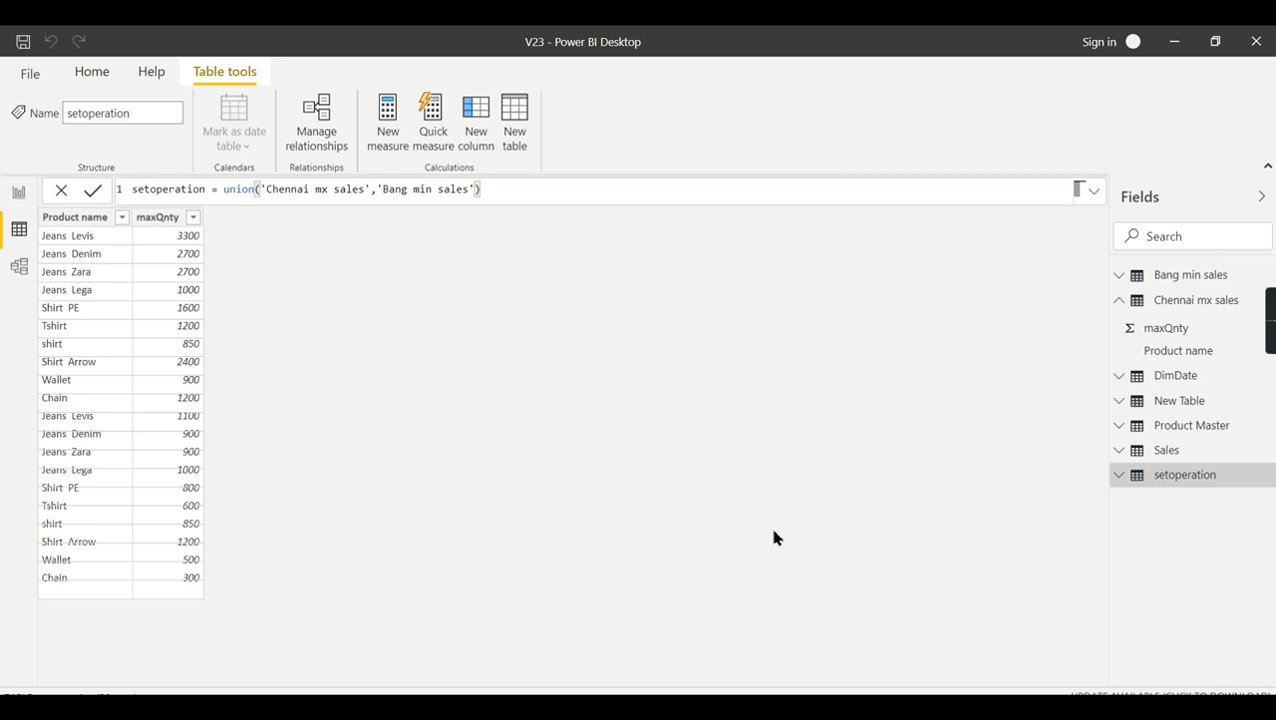 V23 - Power BI Desktop
Sign in
File Home Help Table tools
Name setoperation
Mark as date table
Manage relationships
New measure
Quick measure
New column
New table
Structure Calendars Relationships Calculations
1 setoperation = union('Chennai mx sales','Bang min sales')
Product name maxQnty
Jeans Levis 3300
Jeans Denim 2700
Jeans Zara 2700
Jeans Lega 1000
Shirt PE 1600
Tshirt 1200
shirt 850
Shirt Arrow 2400
Wallet 900
Chain 1200
Jeans Levis 1100
Jeans Denim 900
Jeans Zara 900
Jeans Lega 1000
Shirt PE 800
Tshirt 600
shirt 850
Shirt Arrow 1200
Wallet 500
Chain 300
Fields
Search
Bang min sales
Chennai mx sales
Σ maxQnty
Product name
DimDate
New Table
Product Master
Sales
setoperation
UPDATE AVAILABLE (CLICK TO DOWNLOAD)